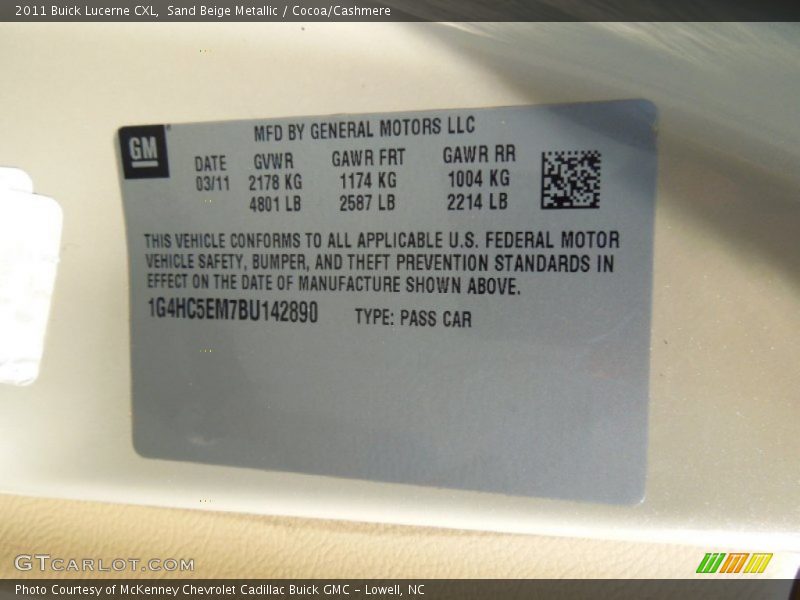 2011 Buick Lucerne CXL, Sand Beige Metallic / Cocoa/Cashmere
GM
MFD BY GENERAL MOTORS LLC
DATE GVWR GAWR FRT GAWR RR
03/11 2178 KG 1174 KG 1004 KG
4801 LB 2587 LB 2214 LB
THIS VEHICLE CONFORMS TO ALL APPLICABLE U.S. FEDERAL MOTOR
VEHICLE SAFETY, BUMPER, AND THEFT PREVENTION STANDARDS IN
EFFECT ON THE DATE OF MANUFACTURE SHOWN ABOVE.
1G4HC5EM7BU142890 TYPE: PASS CAR
GTCARLOT.COM
Photo Courtesy of McKenney Chevrolet Cadillac Buick GMC – Lowell, NC